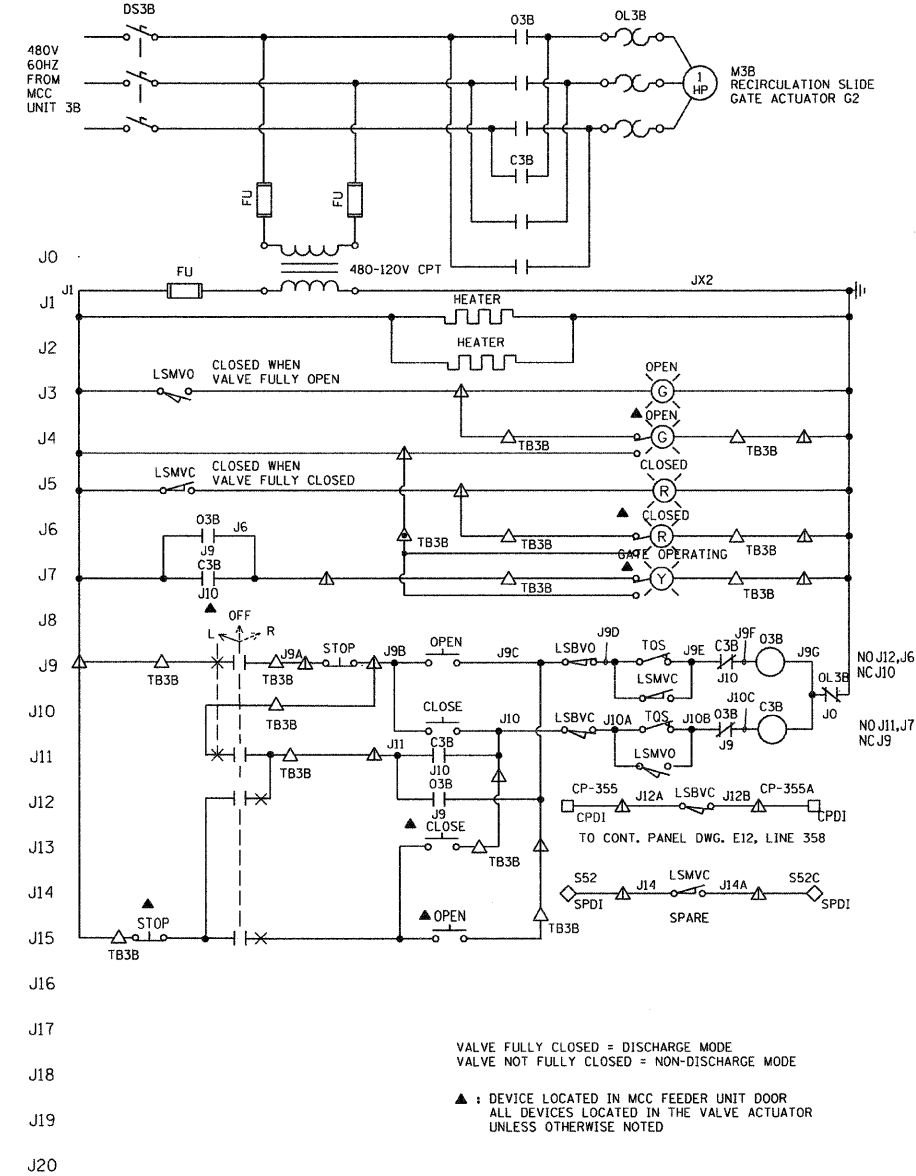 DS3B
O3B
OL3B
480V
60HZ
FROM
MCC
UNIT 3B
1
HP
M3B
RECIRCULATION SLIDE
GATE ACTUATOR G2
C3B
FU
FU
J0
480-120V CPT
FU
J1
JX2
J1
HEATER
J2
HEATER
J3
LSMVO
CLOSED WHEN
VALVE FULLY OPEN
OPEN
G
J4
OPEN
G
TB3B
TB3B
J5
LSMVC
CLOSED WHEN
VALVE FULLY CLOSED
CLOSED
R
J6
O3B
J6
J9
TB3B
TB3B
CLOSED
R
TB3B
J7
C3B
J10
GATE OPERATING
TB3B
Y
TB3B
J8
OFF
L
R
J9
TB3B
J9A
TB3B
STOP
J9B
OPEN
J9C
LSBVO
J9D
TOS
J9E
C3B
J10
J9F
O3B
J9G
OL3B
J0
NO J12,J6
NC J10
LSMVC
J10
TB3B
CLOSE
J10
LSBVC
J10A
TOS
J10B
O3B
J9
J10C
C3B
NO J11,J7
NC J9
LSMVO
J11
TB3B
J11
C3B
J10
J12
O3B
J9
CP-355
CPDI
J12A
LSBVC
J12B
CP-355A
CPDI
TO CONT. PANEL DWG. E12, LINE 358
J13
CLOSE
TB3B
J14
S52
SPDI
J14
LSMVC
J14A
S52C
SPDI
SPARE
J15
STOP
TB3B
OPEN
TB3B
J16
J17
VALVE FULLY CLOSED = DISCHARGE MODE
VALVE NOT FULLY CLOSED = NON-DISCHARGE MODE
J18
▲ : DEVICE LOCATED IN MCC FEEDER UNIT DOOR
ALL DEVICES LOCATED IN THE VALVE ACTUATOR
UNLESS OTHERWISE NOTED
J19
J20